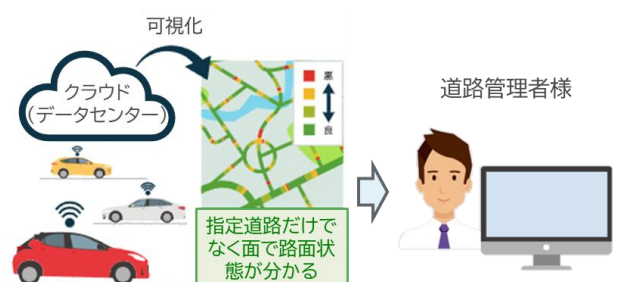 可視化
クラウド
(データセンター)
悪
良
道路管理者様
指定道路だけで
なく面で路面状
態が分かる